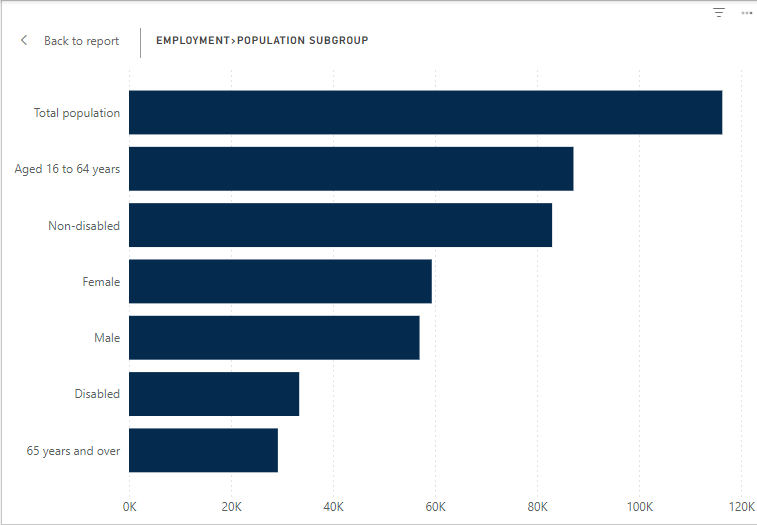 Back to report
EMPLOYMENT>POPULATION SUBGROUP
Total population
Aged 16 to 64 years
Non-disabled
Female
Male
Disabled
65 years and over
0K 20K 40K 60K 80K 100K 120K